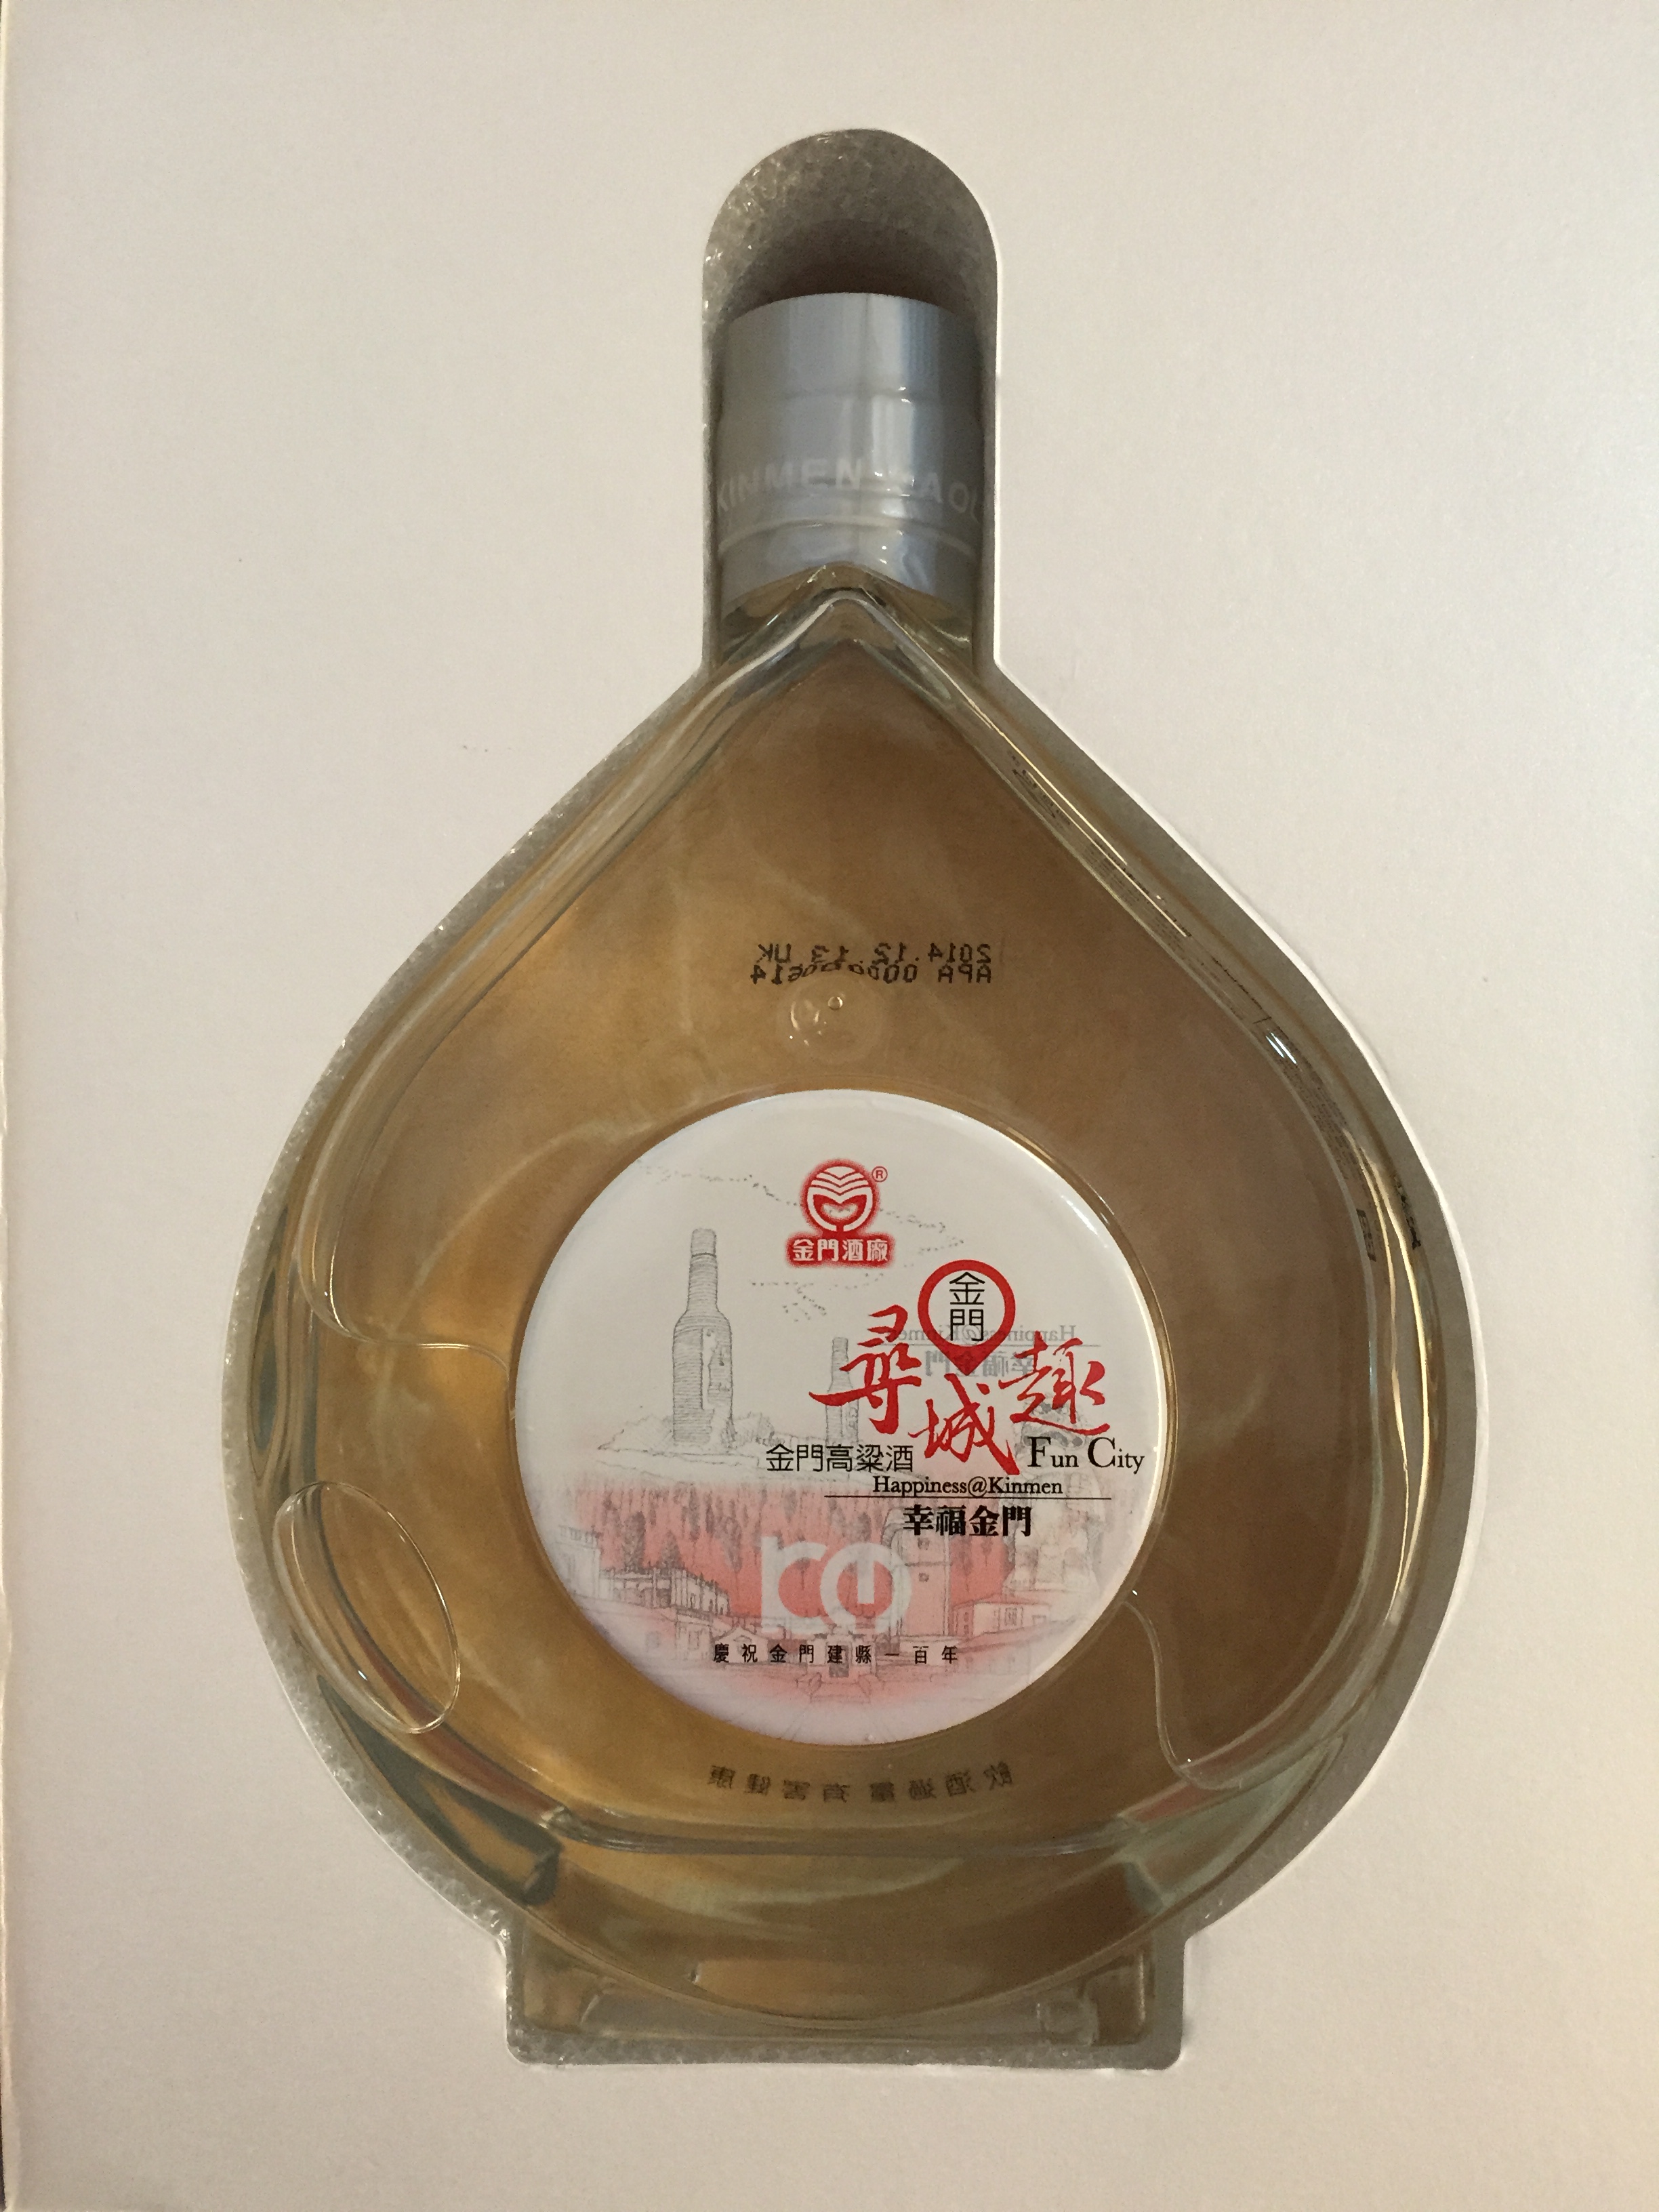 KINMEN KAOL
2014.12.13 UK
APA 0000
®
金門酒廠
金門
尋城趣
Fun City
金門高粱酒
Happiness@Kinmen
幸福金門
慶祝金門建縣一百年
飲酒過量 有害健康